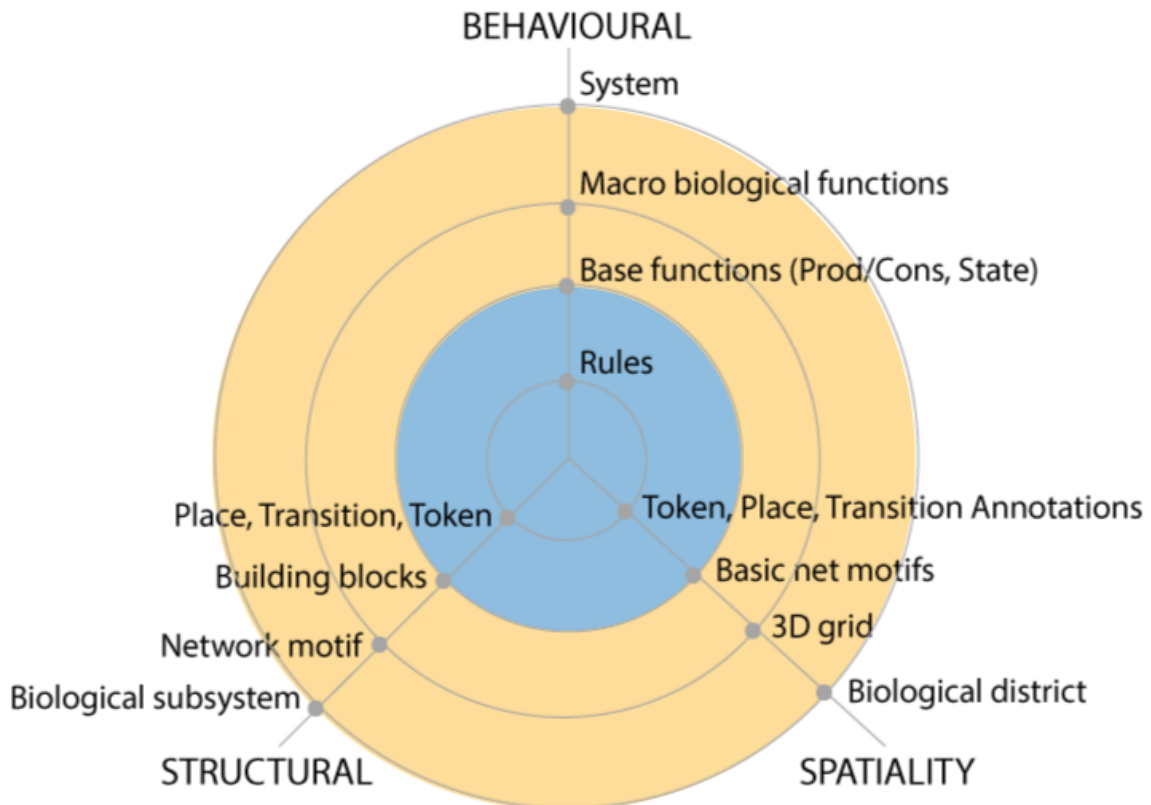 BEHAVIOURAL
System
Macro biological functions
Base functions (Prod/Cons, State)
Rules
Place, Transition, Token
Token, Place, Transition Annotations
Building blocks
Basic net motifs
Network motif
3D grid
Biological subsystem
Biological district
STRUCTURAL
SPATIALITY